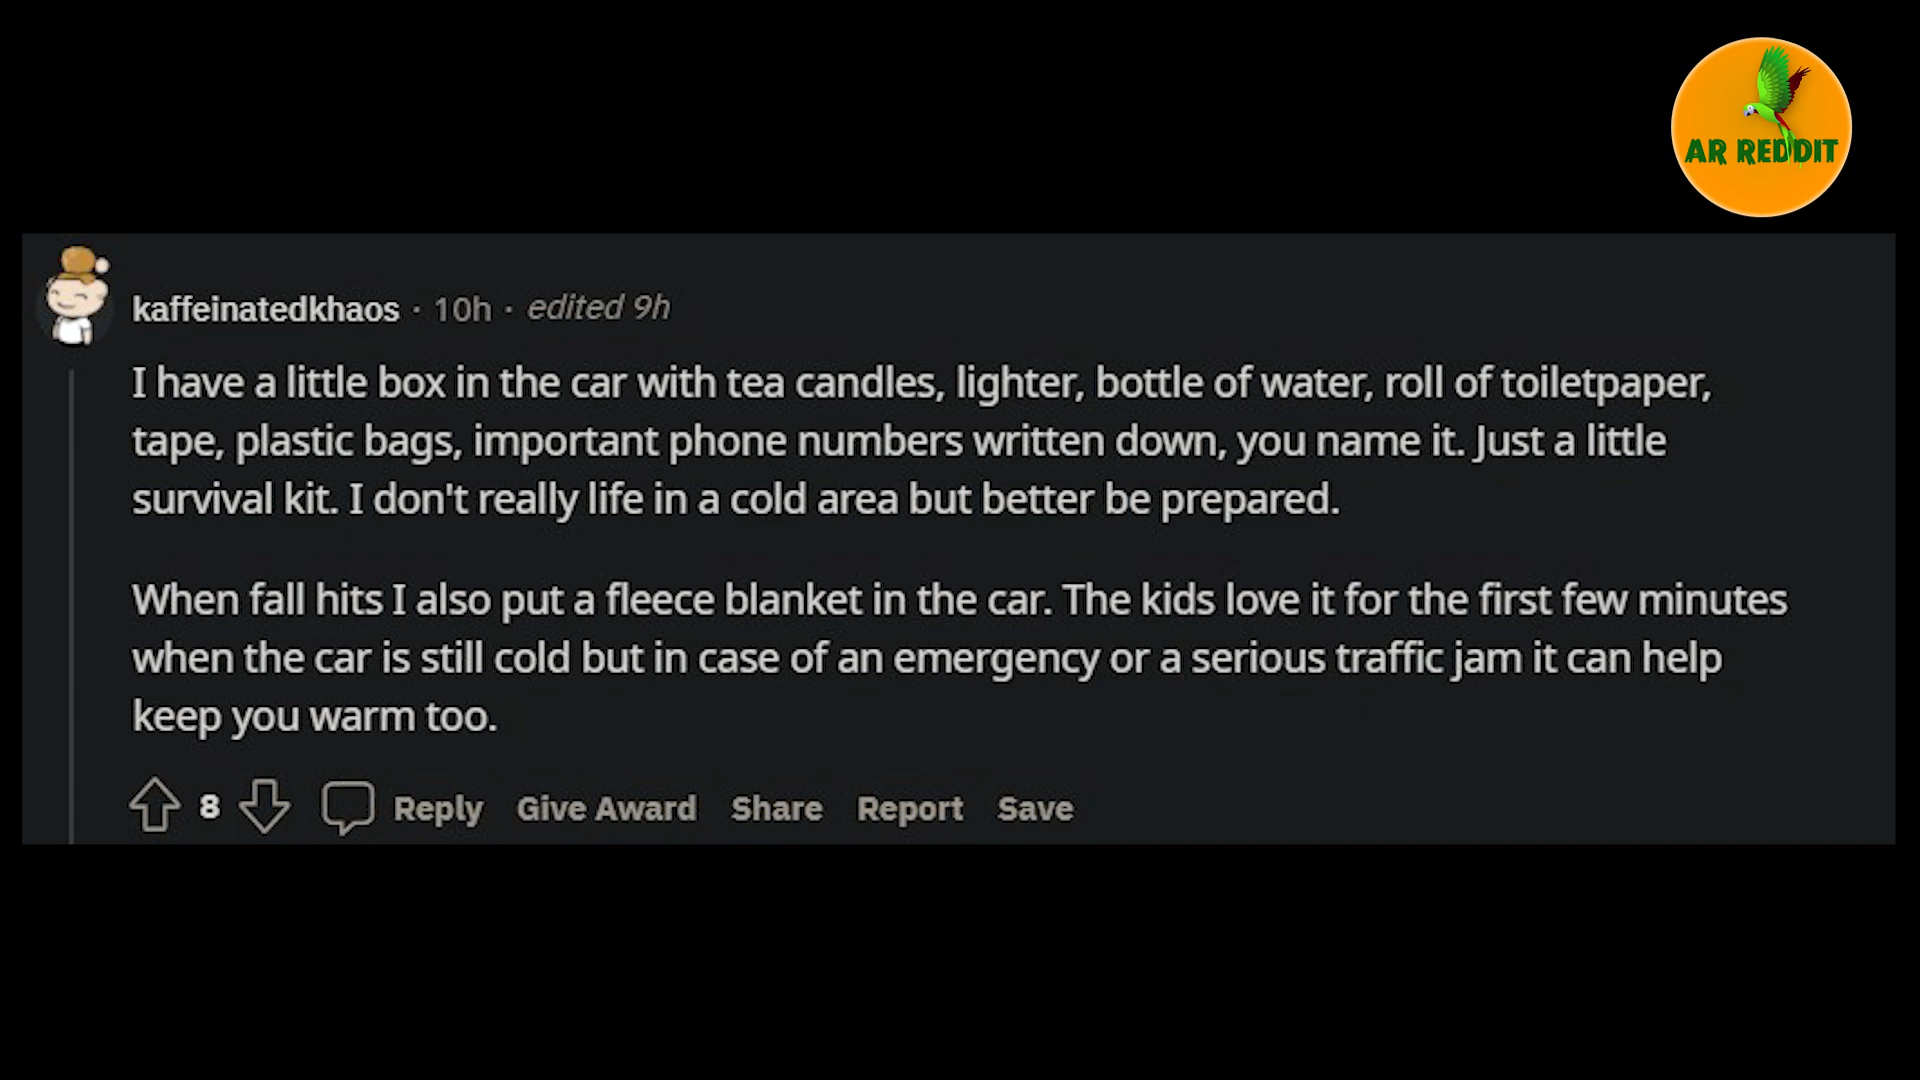 AR REDDIT
kaffeinatedkhaos · 10h · edited 9h
I have a little box in the car with tea candles, lighter, bottle of water, roll of toiletpaper,
tape, plastic bags, important phone numbers written down, you name it. Just a little
survival kit. I don't really life in a cold area but better be prepared.
When fall hits I also put a fleece blanket in the car. The kids love it for the first few minutes
when the car is still cold but in case of an emergency or a serious traffic jam it can help
keep you warm too.
8 Reply Give Award Share Report Save